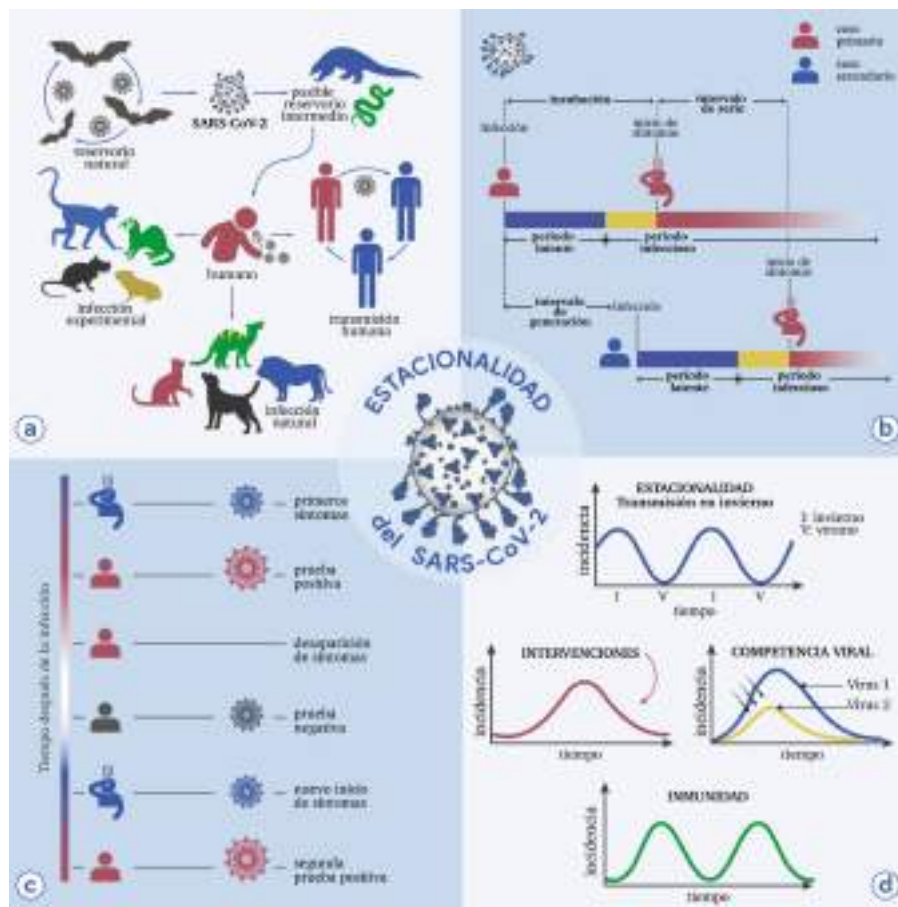 reservorio
natural
SARS-CoV-2
posible
reservorio
intermedio
infección
experimental
humano
transmisión
humana
infección
natural
a
caso
primario
caso
secundario
incubación
intervalo
de serie
infección
inicio de
síntomas
período
latente
período
infeccioso
inicio de
síntomas
intervalo
de
generación
infección
período
latente
período
infeccioso
b
ESTACIONALIDAD
del SARS-CoV-2
Tiempo después de la infección
primeros
síntomas
prueba
positiva
desaparición
de síntomas
prueba
negativa
nuevo inicio
de síntomas
segunda
prueba positiva
c
ESTACIONALIDAD
Transmisión en invierno
I: invierno
V: verano
incidencia
I V I V
tiempo
INTERVENCIONES
incidencia
tiempo
COMPETENCIA VIRAL
incidencia
Virus 1
Virus 2
tiempo
INMUNIDAD
incidencia
tiempo
d